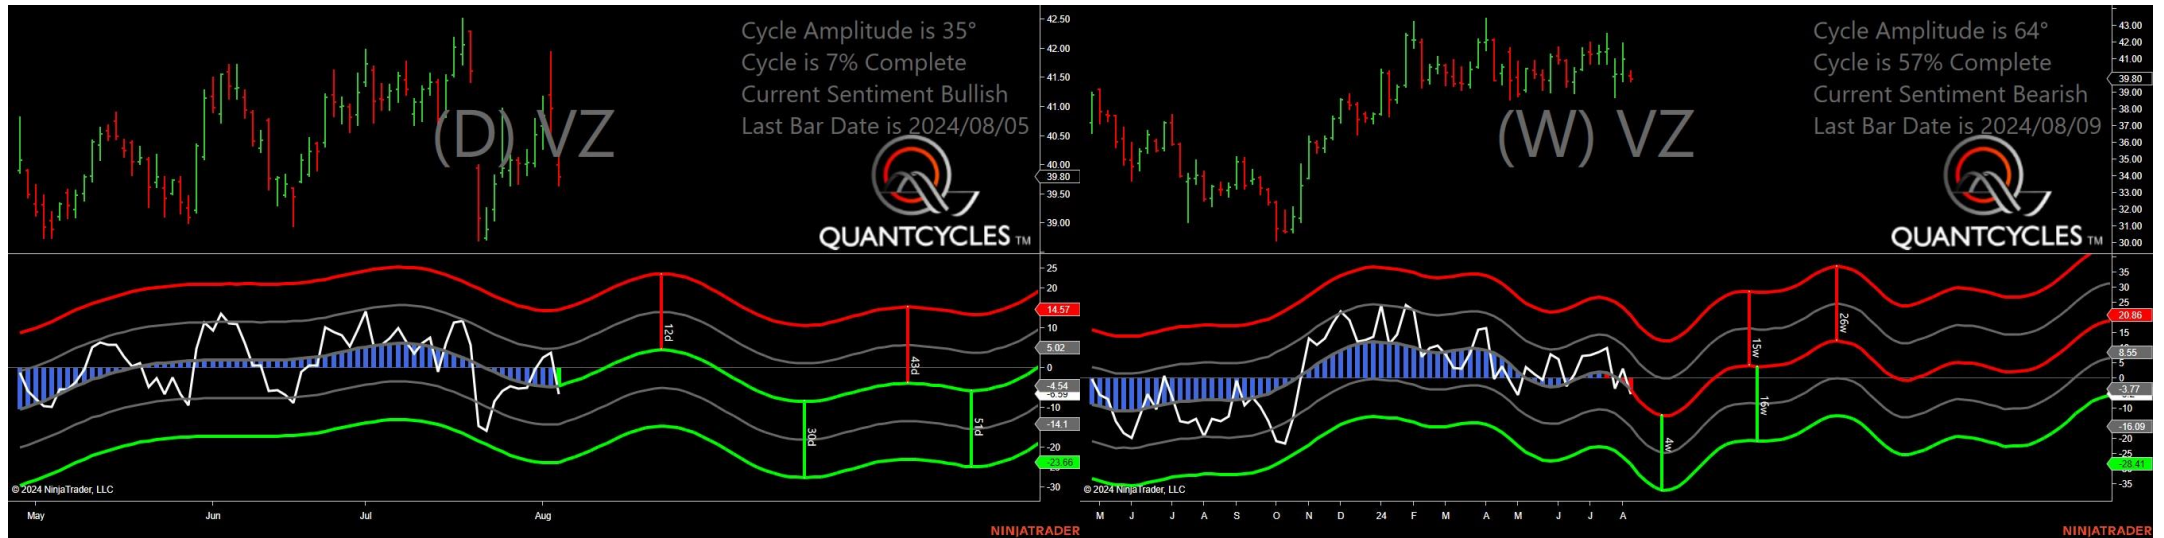 Cycle Amplitude is 35°
Cycle is 7% Complete
Current Sentiment Bullish
Last Bar Date is 2024/08/05
(D) VZ
QUANTCYCLES TM
42.50
42.00
41.50
41.00
40.50
40.00
39.80
39.50
39.00
25
20
14.57
10
5.02
0
-4.54
-6.59
-10
-14.1
-20
-23.66
-30
12d
30d
43d
51d
© 2024 NinjaTrader, LLC
May Jun Jul Aug
NINJATRADER
Cycle Amplitude is 64°
Cycle is 57% Complete
Current Sentiment Bearish
Last Bar Date is 2024/08/09
(W) VZ
QUANTCYCLES TM
43.00
42.00
41.00
39.80
39.00
38.00
37.00
36.00
35.00
34.00
33.00
32.00
31.00
30.00
35
30
25
20.86
15
8.55
5
0
-3.77
-10
-16.09
-20
-28.41
-35
4w
15w
16w
26w
© 2024 NinjaTrader, LLC
M J J A S O N D 24 F M A M J J A
NINJATRADER